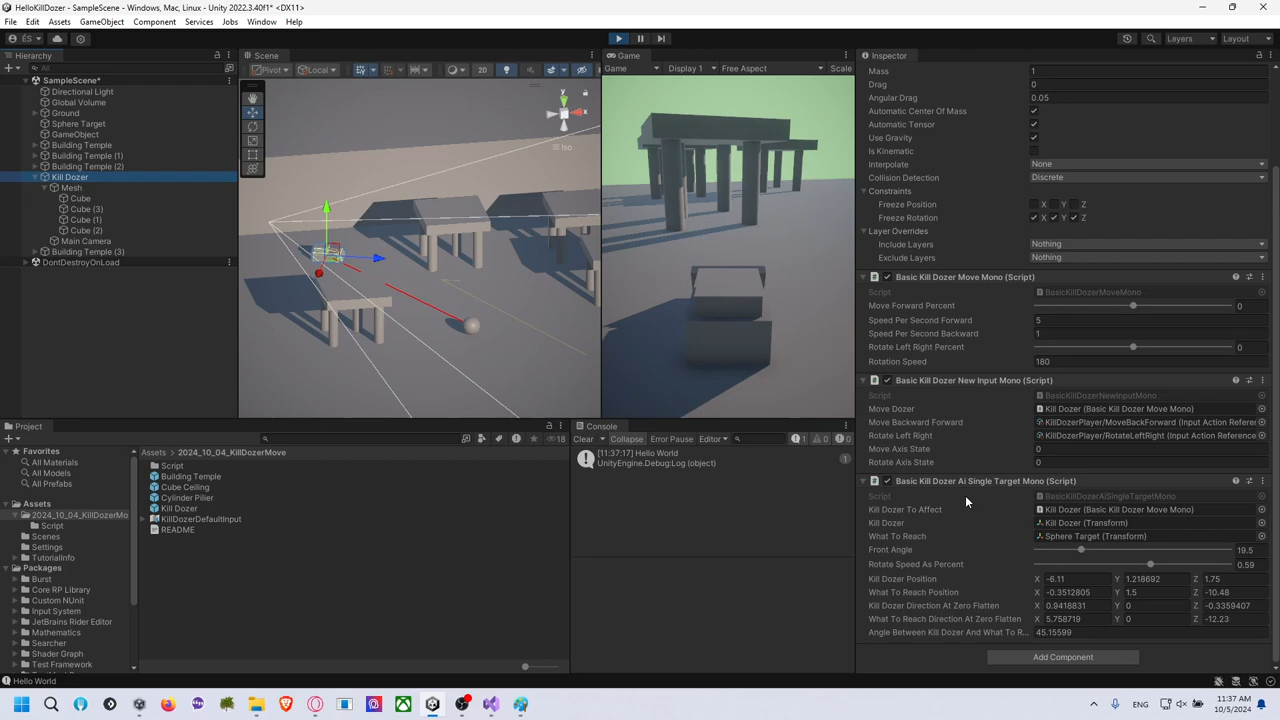 HelloKillDozer - SampleScene - Windows, Mac, Linux - Unity 2022.3.40f1* <DX11>
File Edit Assets GameObject Component Services Jobs Window Help
ÉS
Layers Layout
Hierarchy
All
SampleScene*
Directional Light
Global Volume
Ground
Sphere Target
GameObject
Building Temple
Building Temple (1)
Building Temple (2)
Kill Dozer
Mesh
Cube
Cube (3)
Cube (1)
Cube (2)
Main Camera
Building Temple (3)
DontDestroyOnLoad
Scene
Pivot Local 2D
y
x
Iso
Game
Game Display 1 Free Aspect Scale
Inspector
Mass 1
Drag 0
Angular Drag 0.05
Automatic Center Of Mass
Automatic Tensor
Use Gravity
Is Kinematic
Interpolate None
Collision Detection Discrete
Constraints
Freeze Position X Y Z
Freeze Rotation X Y Z
Layer Overrides
Include Layers Nothing
Exclude Layers Nothing
Basic Kill Dozer Move Mono (Script)
Script BasicKillDozerMoveMono
Move Forward Percent 0
Speed Per Second Forward 5
Speed Per Second Backward 1
Rotate Left Right Percent 0
Rotation Speed 180
Basic Kill Dozer New Input Mono (Script)
Script BasicKillDozerNewInputMono
Move Dozer Kill Dozer (Basic Kill Dozer Move Mono)
Move Backward Forward KillDozerPlayer/MoveBackForward (Input Action Refere
Rotate Left Right KillDozerPlayer/RotateLeftRight (Input Action Reference
Move Axis State 0
Rotate Axis State 0
Basic Kill Dozer Ai Single Target Mono (Script)
Script BasicKillDozerAiSingleTargetMono
Kill Dozer To Affect Kill Dozer (Basic Kill Dozer Move Mono)
Kill Dozer Kill Dozer (Transform)
What To Reach Sphere Target (Transform)
Front Angle 19.5
Rotate Speed As Percent 0.59
Kill Dozer Position X -6.11 Y 1.218692 Z 1.75
What To Reach Position X -0.3512805 Y 1.5 Z -10.48
Kill Dozer Direction At Zero Flatten X 0.9418831 Y 0 Z -0.3359407
What To Reach Direction At Zero Flatten X 5.758719 Y 0 Z -12.23
Angle Between Kill Dozer And What To R... 45.15599
Add Component
Project
18
Favorites
All Materials
All Models
All Prefabs
Assets
2024_10_04_KillDozerMo
Script
Scenes
Settings
TutorialInfo
Packages
Burst
Core RP Library
Custom NUnit
Input System
JetBrains Rider Editor
Mathematics
Searcher
Shader Graph
Test Framework
Assets > 2024_10_04_KillDozerMove
Script
Building Temple
Cube Ceiling
Cylinder Pilier
Kill Dozer
KillDozerDefaultInput
README
Console
Clear Collapse Error Pause Editor 1 0 0
[11:37:17] Hello World
UnityEngine.Debug:Log (object)
1
Hello World
ENG
11:37 AM
10/5/2024